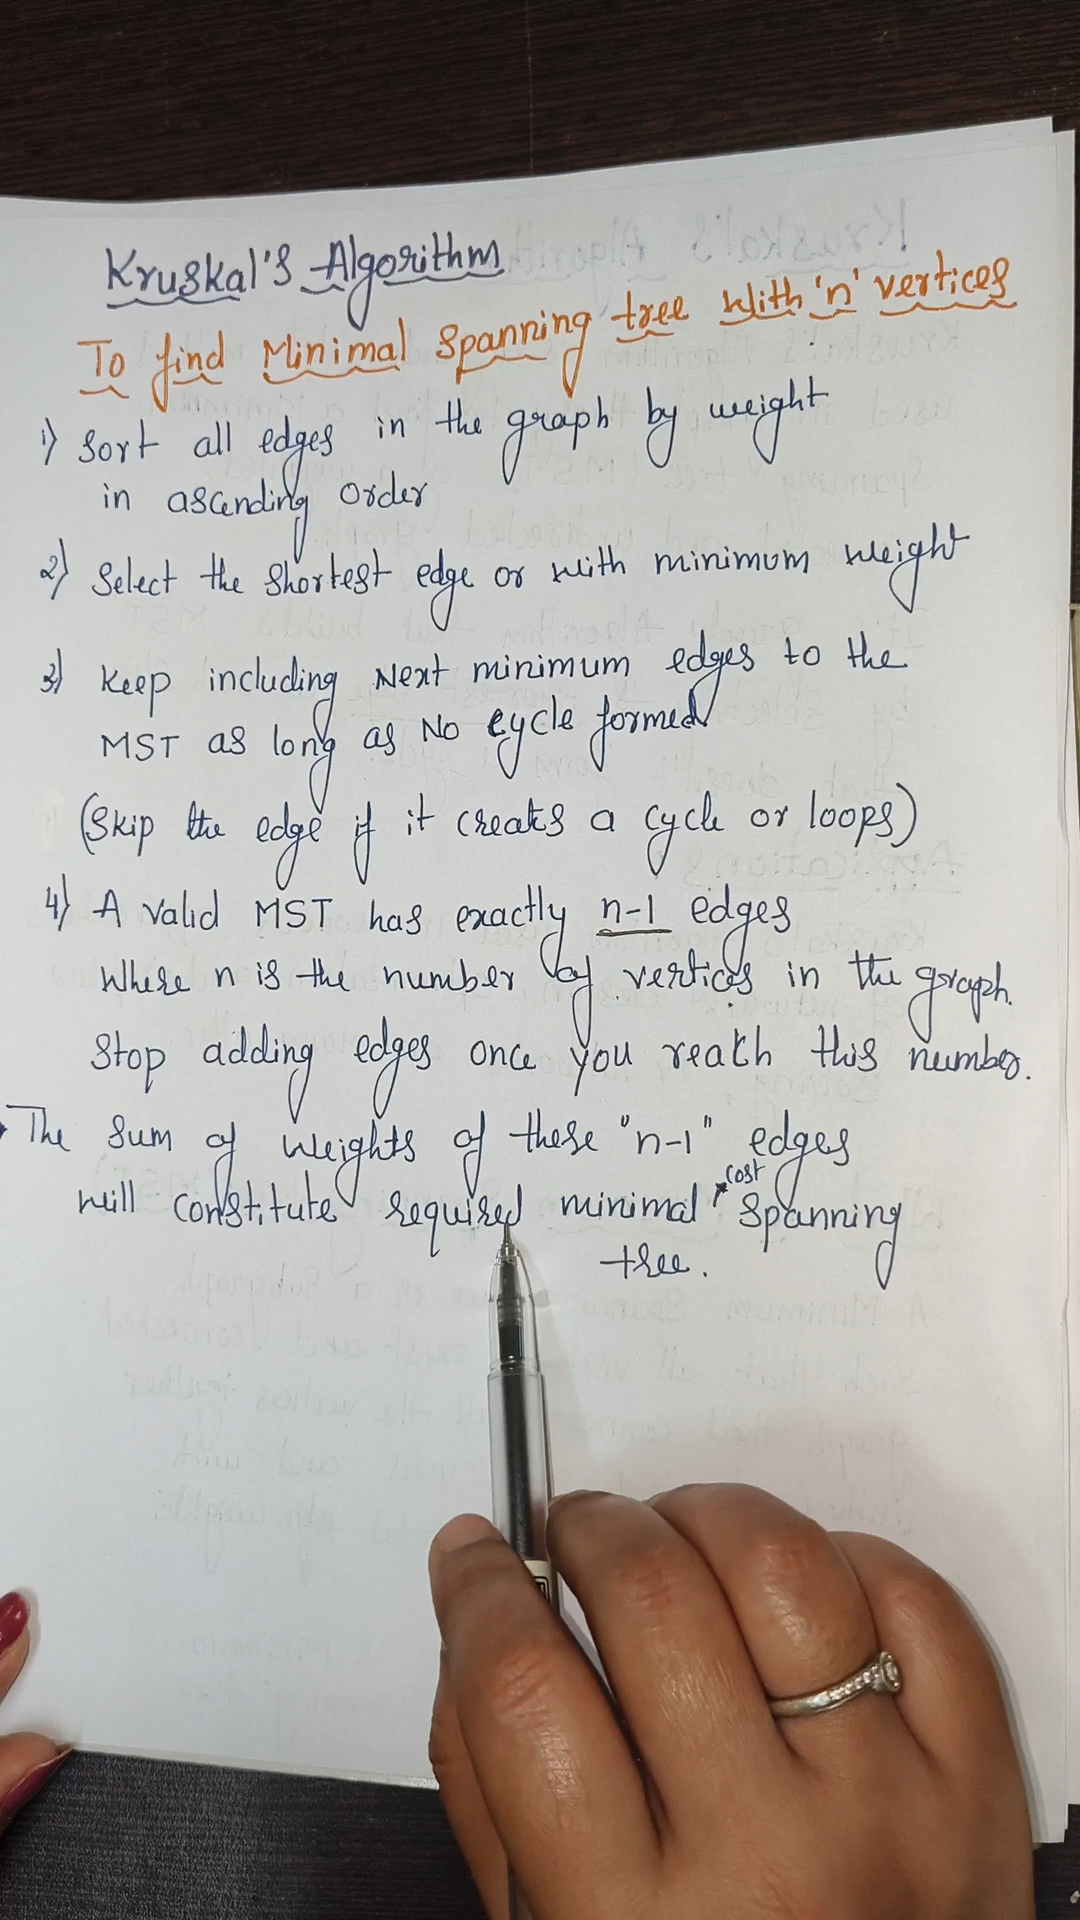 Kruskal's Algorithm
To find Minimal Spanning tree With 'n' vertices
1) Sort all edges in the graph by weight
in ascending order
2) Select the shortest edge or with minimum weight
3) Keep including Next minimum edges to the
MST as long as No cycle formed
(Skip the edge if it creates a cycle or loops)
4) A valid MST has exactly n-1 edges
Where n is the number of vertices in the graph.
Stop adding edges once you reach this number.
The sum of weights of these "n-1" edges
will constitute required minimal cost spanning
tree.